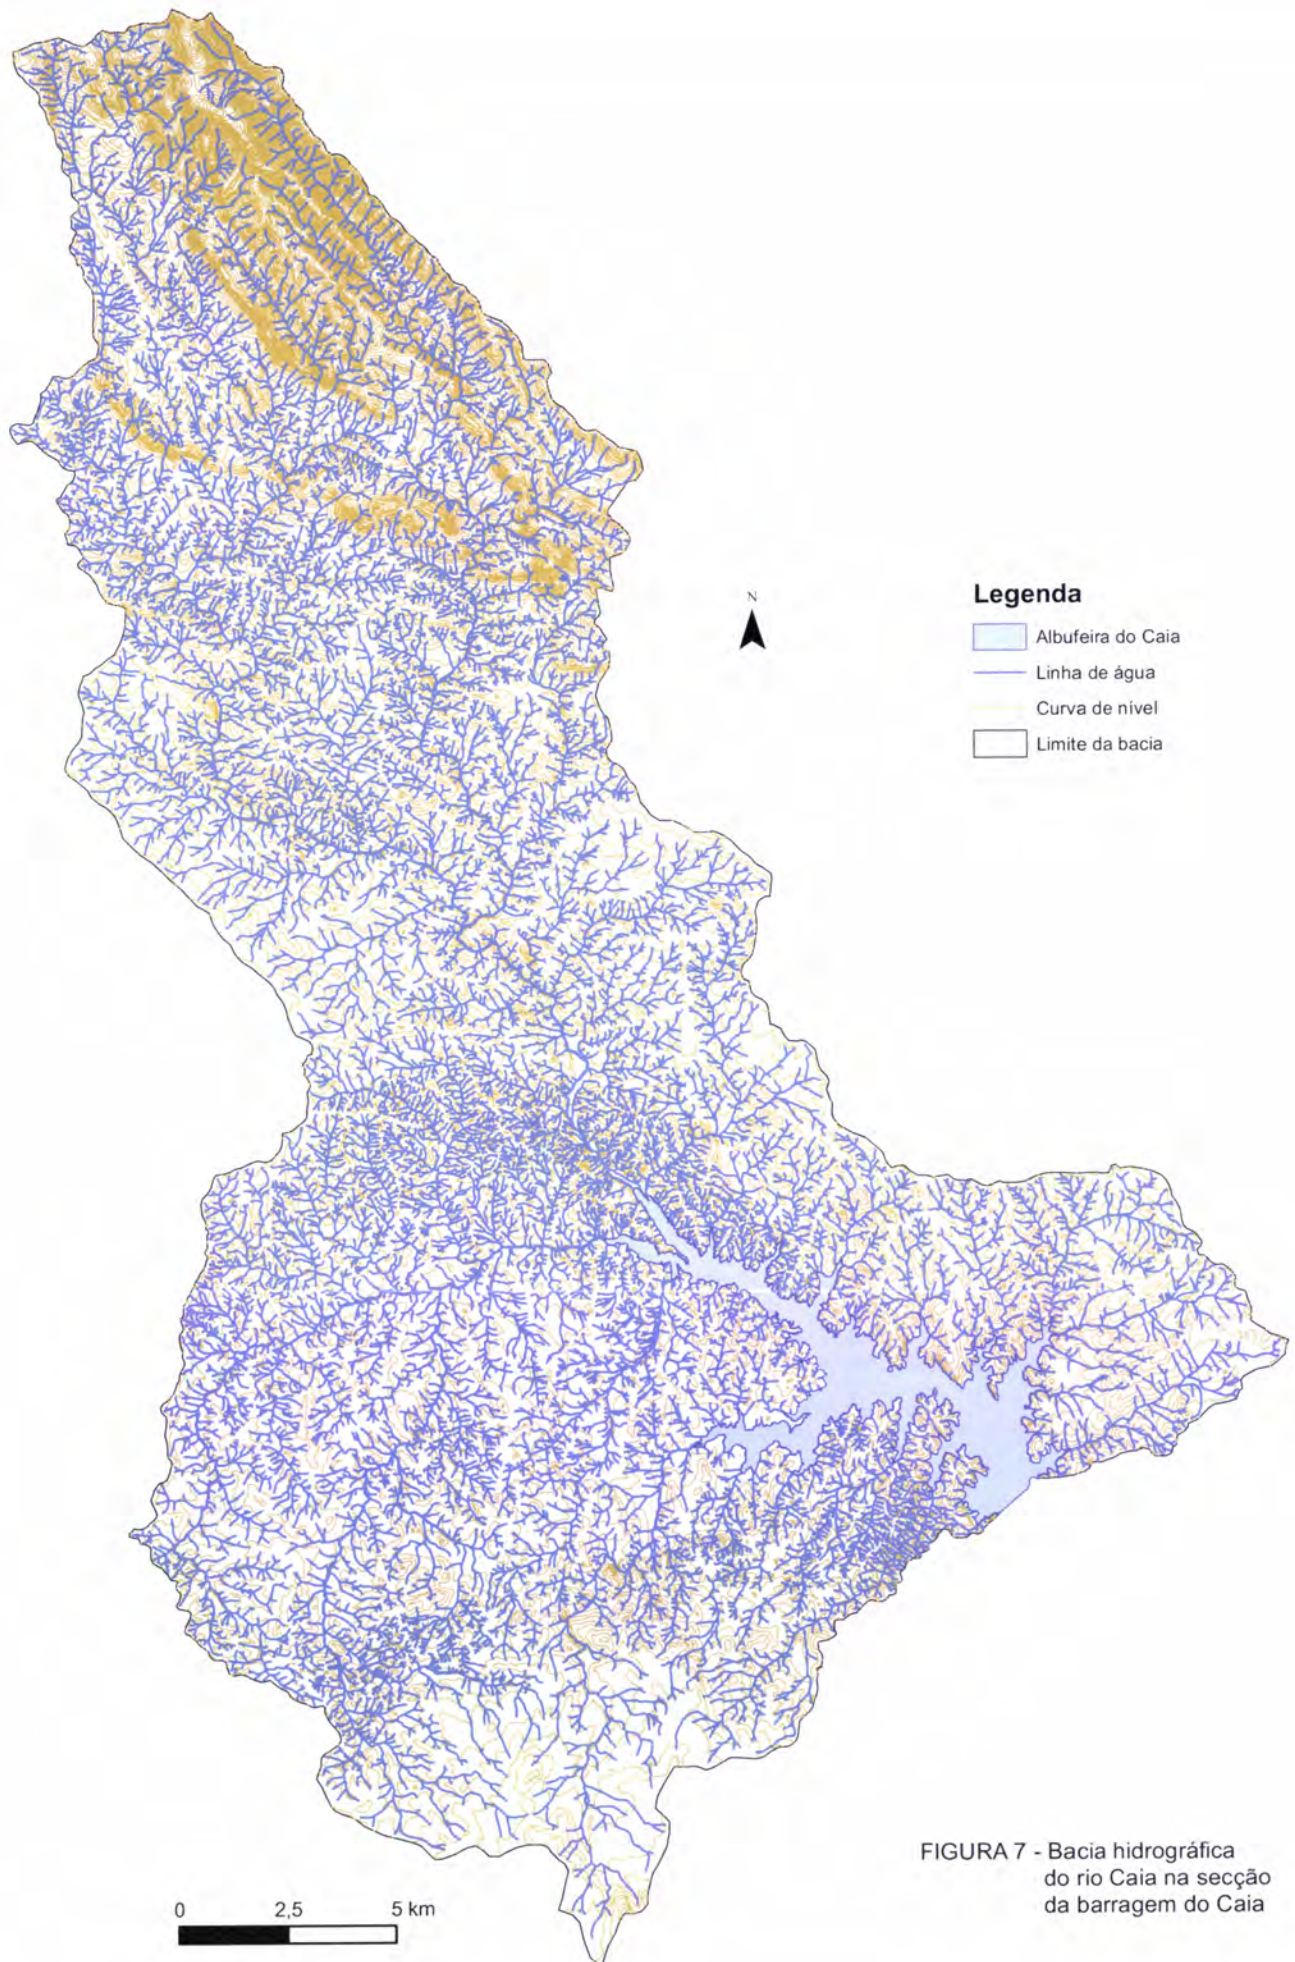 N
Legenda
Albufeira do Caia
Linha de água
Curva de nível
Limite da bacia
0 2,5 5 km
FIGURA 7 - Bacia hidrográfica
do rio Caia na secção
da barragem do Caia